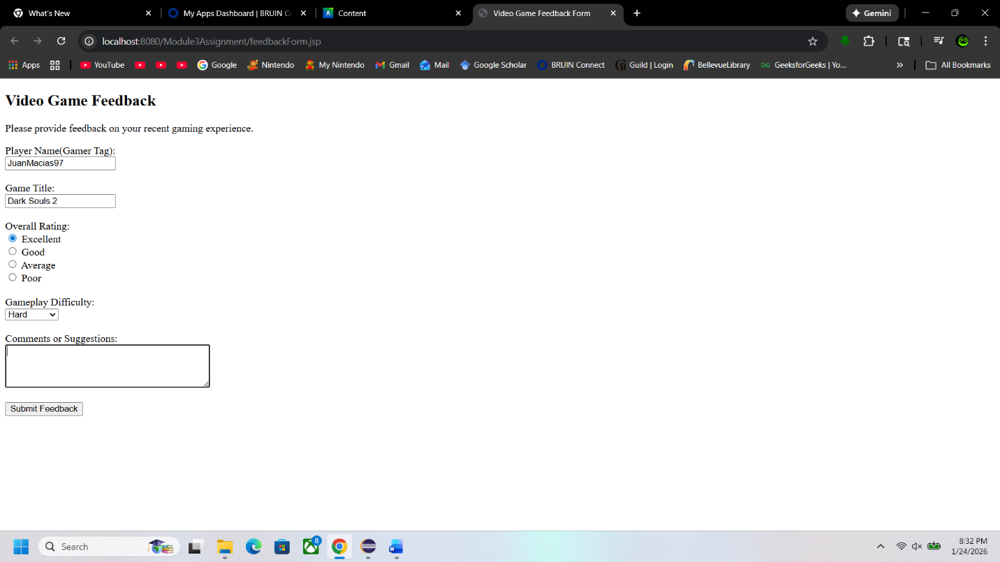 What's New
My Apps Dashboard | BRUIN Co
Content
Video Game Feedback Form
Gemini
localhost:8080/Module3Assignment/feedbackForm.jsp
Apps
YouTube
Google
Nintendo
My Nintendo
Gmail
Mail
Google Scholar
BRUIN Connect
Guild | Login
BellevueLibrary
GeeksforGeeks | Yo...
»
All Bookmarks
Video Game Feedback
Please provide feedback on your recent gaming experience.
Player Name(Gamer Tag):
JuanMacias97
Game Title:
Dark Souls 2
Overall Rating:
Excellent
Good
Average
Poor
Gameplay Difficulty:
Hard
Comments or Suggestions:
Submit Feedback
Search
8
8:32 PM
1/24/2026